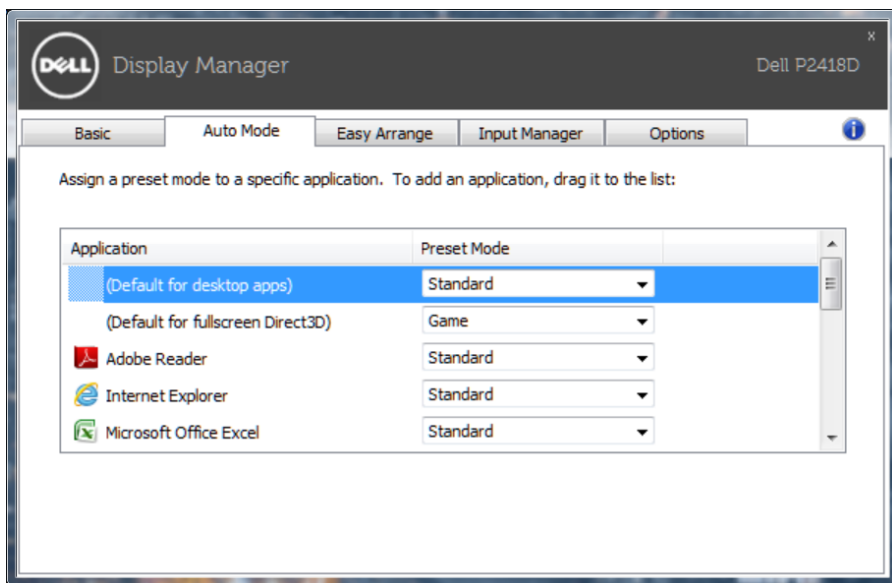 DELL Display Manager Dell P2418D x
Basic Auto Mode Easy Arrange Input Manager Options i
Assign a preset mode to a specific application. To add an application, drag it to the list:
Application Preset Mode
(Default for desktop apps) Standard
(Default for fullscreen Direct3D) Game
Adobe Reader Standard
Internet Explorer Standard
Microsoft Office Excel Standard